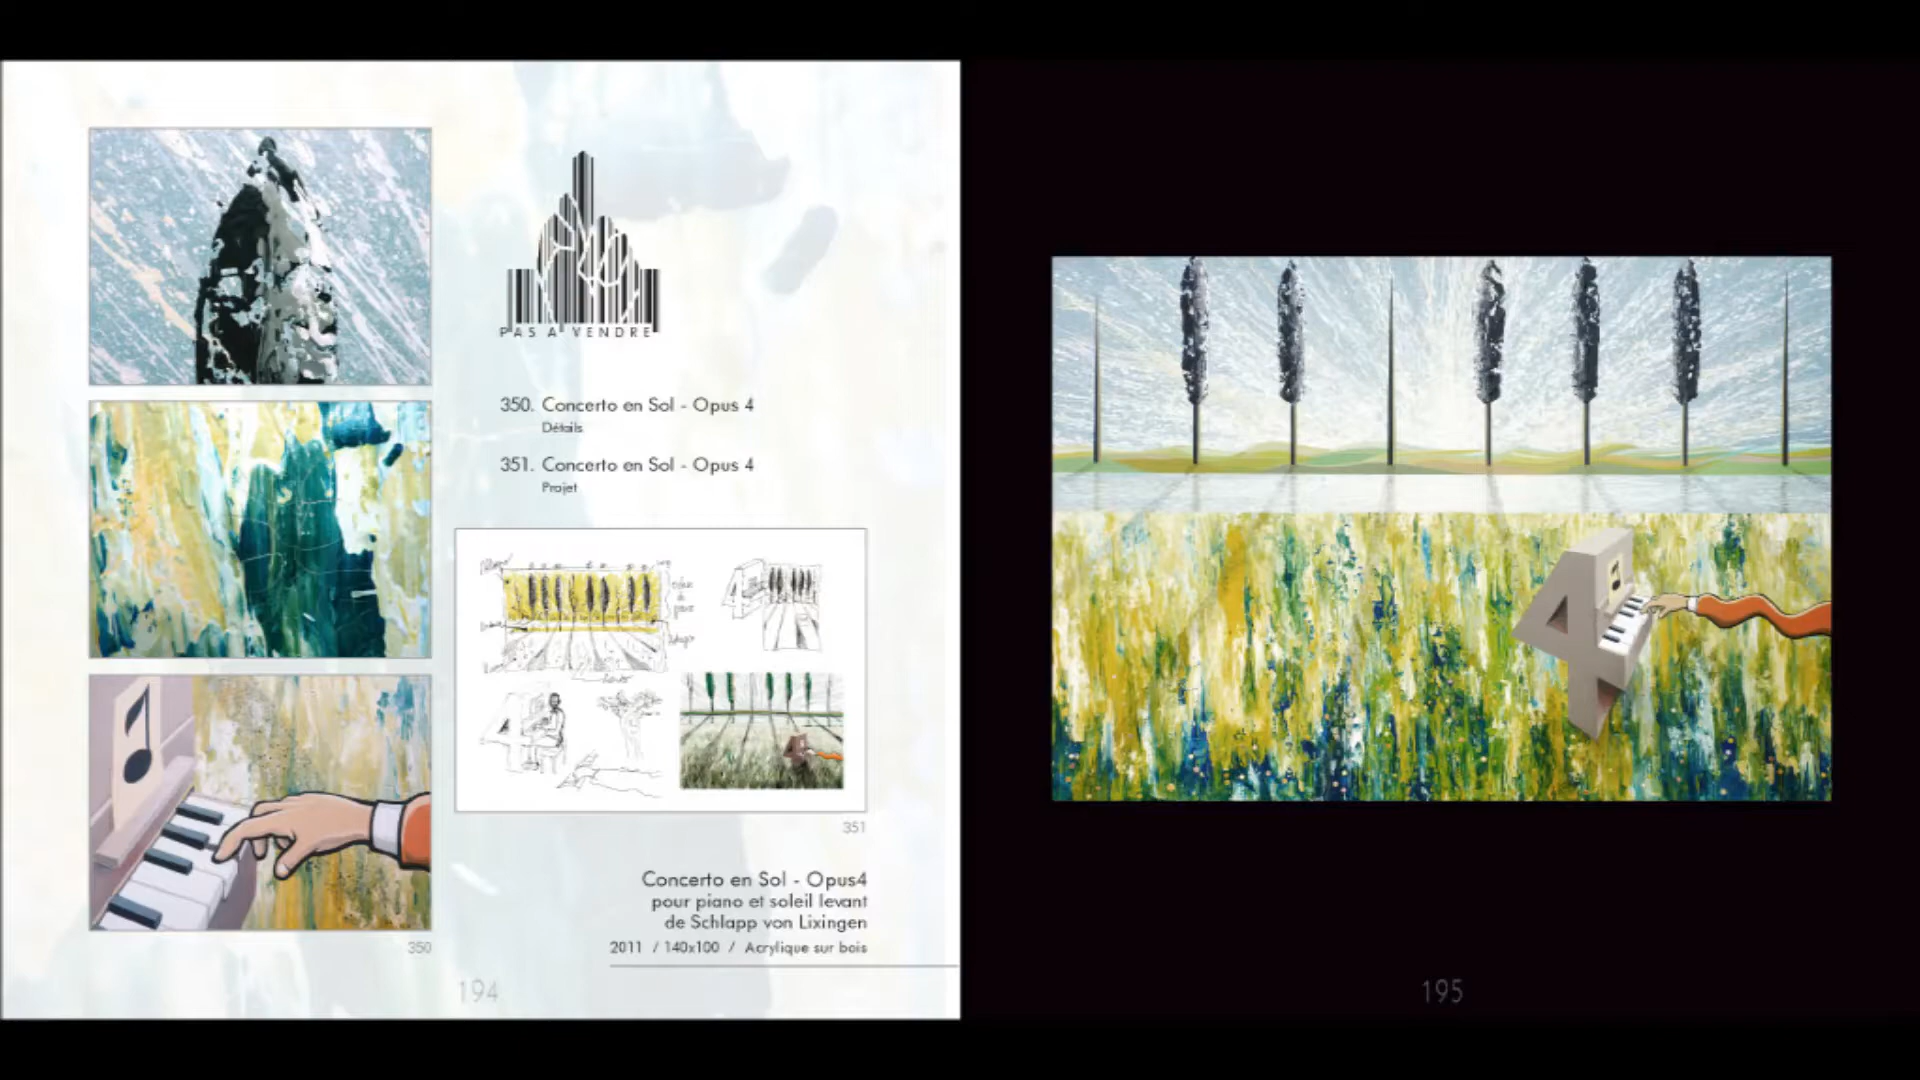 PAS A VENDRE
350. Concerto en Sol - Opus 4
Détails
351. Concerto en Sol - Opus 4
Projet
351
Concerto en Sol - Opus4
pour piano et soleil levant
de Schlapp von Lixingen
2011 / 140x100 / Acrylique sur bois
350
194
4
195